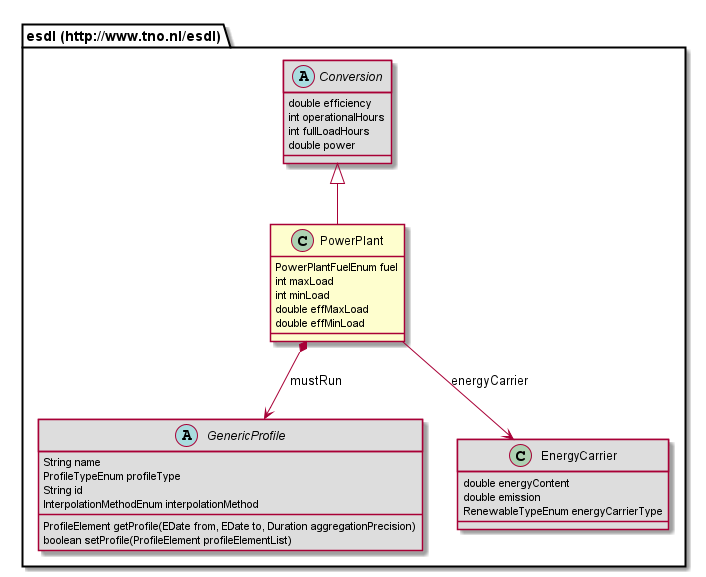 esdl (http://www.tno.nl/esdl)
A Conversion
double efficiency
int operationalHours
int fullLoadHours
double power
C PowerPlant
PowerPlantFuelEnum fuel
int maxLoad
int minLoad
double effMaxLoad
double effMinLoad
mustRun
energyCarrier
A GenericProfile
String name
ProfileTypeEnum profileType
String id
InterpolationMethodEnum interpolationMethod
ProfileElement getProfile(EDate from, EDate to, Duration aggregationPrecision)
boolean setProfile(ProfileElement profileElementList)
C EnergyCarrier
double energyContent
double emission
RenewableTypeEnum energyCarrierType